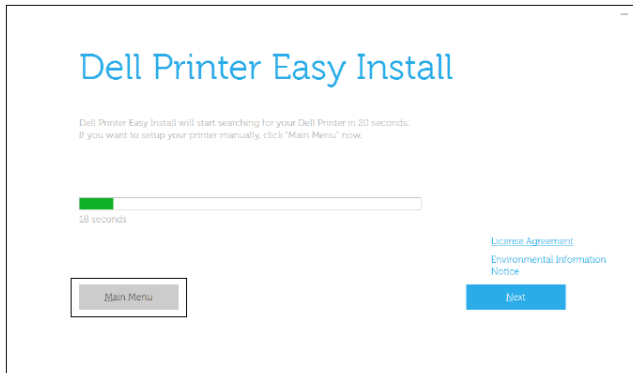 Dell Printer Easy Install
Dell Printer Easy Install will start searching for your Dell Printer in 20 seconds.
If you want to setup your printer manually, click "Main Menu" now.
18 seconds
License Agreement
Environmental Information
Notice
Main Menu
Next